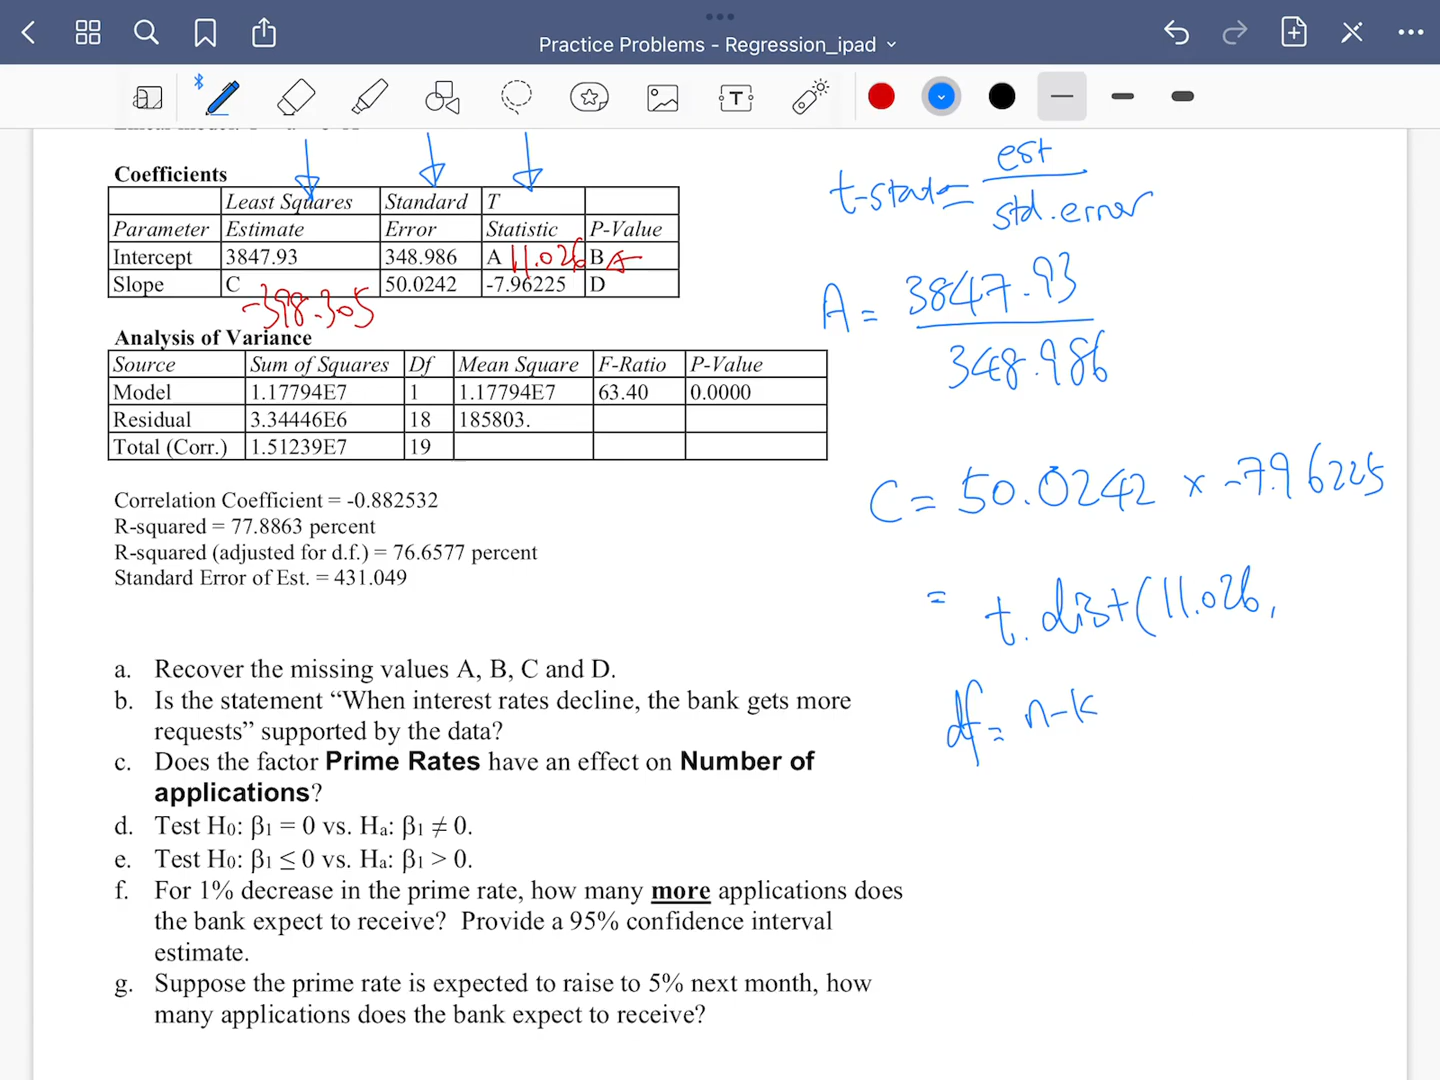 Practice Problems - Regression_ipad
Coefficients
Least Squares Standard T
Parameter Estimate Error Statistic P-Value
Intercept 3847.93 348.986 A 11.026 B
Slope C 50.0242 -7.96225 D
-398.305
Analysis of Variance
Source Sum of Squares Df Mean Square F-Ratio P-Value
Model 1.17794E7 1 1.17794E7 63.40 0.0000
Residual 3.34446E6 18 185803.
Total (Corr.) 1.51239E7 19
Correlation Coefficient = -0.882532
R-squared = 77.8863 percent
R-squared (adjusted for d.f.) = 76.6577 percent
Standard Error of Est. = 431.049
a. Recover the missing values A, B, C and D.
b. Is the statement “When interest rates decline, the bank gets more
requests” supported by the data?
c. Does the factor Prime Rates have an effect on Number of
applications?
d. Test H0: β1 = 0 vs. Ha: β1 ≠ 0.
e. Test H0: β1 ≤ 0 vs. Ha: β1 > 0.
f. For 1% decrease in the prime rate, how many more applications does
the bank expect to receive? Provide a 95% confidence interval
estimate.
g. Suppose the prime rate is expected to raise to 5% next month, how
many applications does the bank expect to receive?
t-stat = est
std. error
A = 3847.93
348.986
C = 50.0242 x -7.96225
= t.dist(11.026,
df = n-k